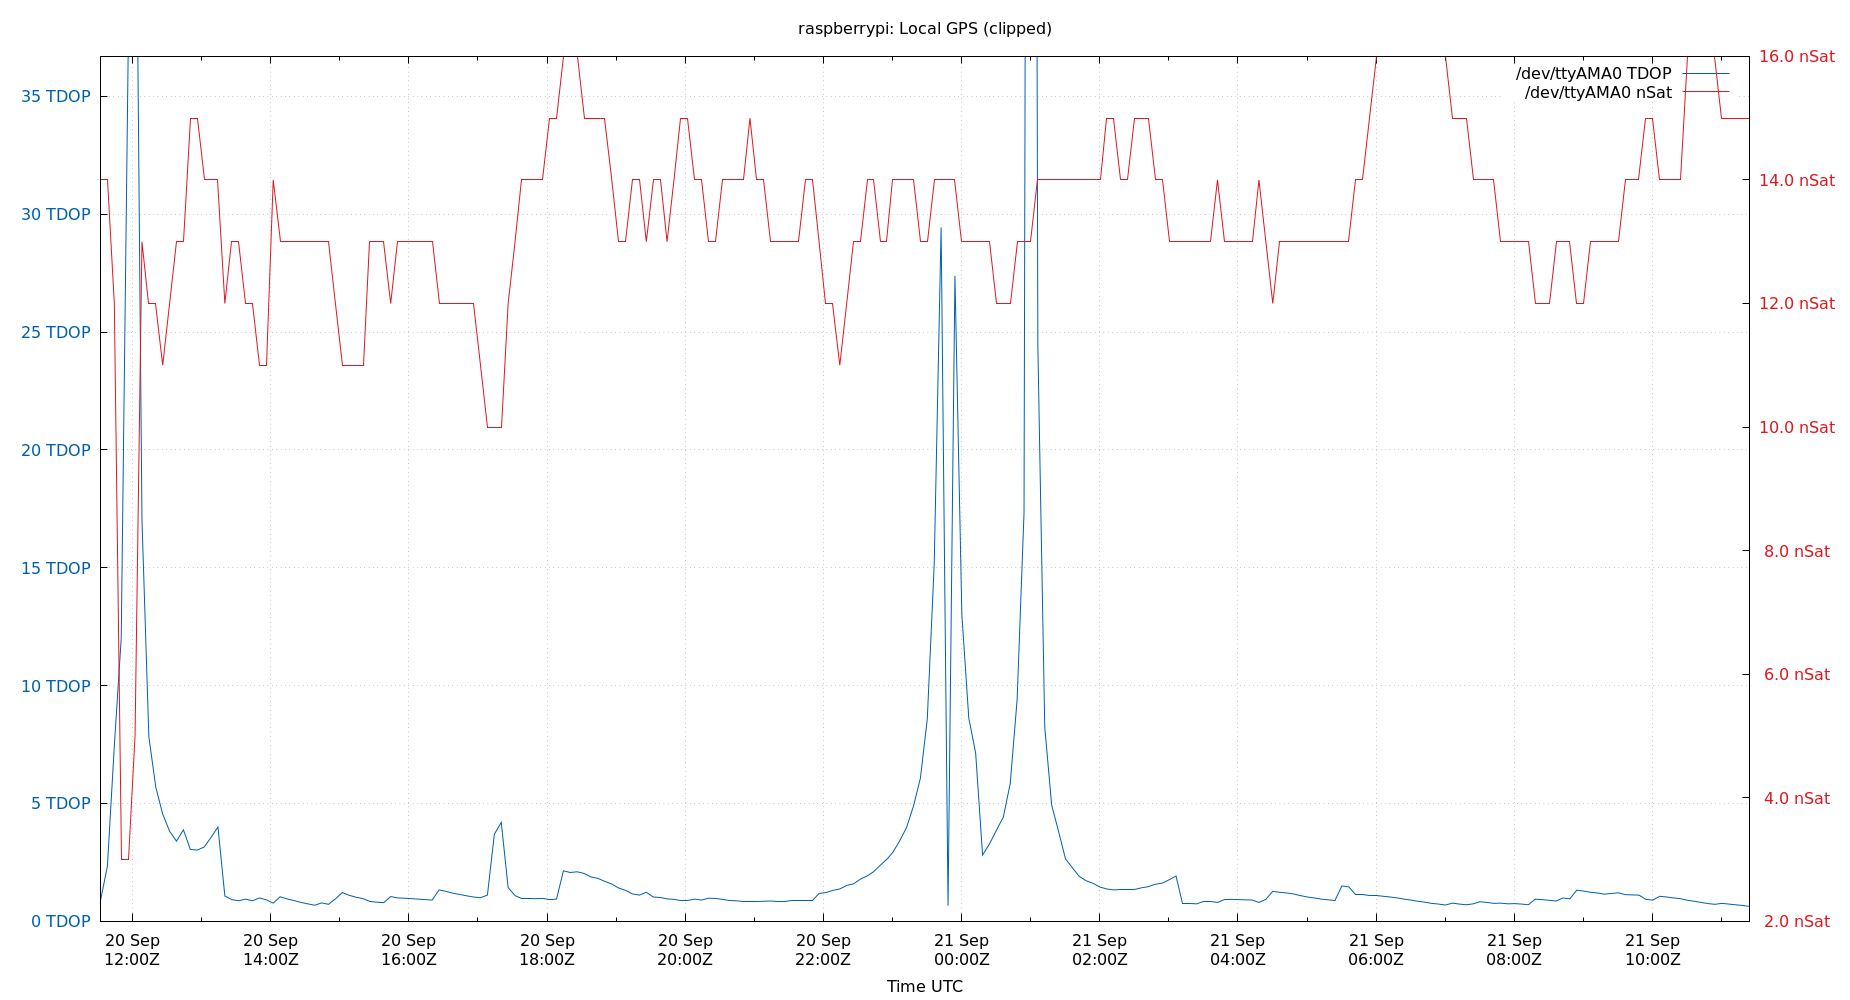 raspberrypi: Local GPS (clipped)
/dev/ttyAMA0 TDOP
/dev/ttyAMA0 nSat
35 TDOP
30 TDOP
25 TDOP
20 TDOP
15 TDOP
10 TDOP
5 TDOP
0 TDOP
16.0 nSat
14.0 nSat
12.0 nSat
10.0 nSat
8.0 nSat
6.0 nSat
4.0 nSat
2.0 nSat
20 Sep
12:00Z
20 Sep
14:00Z
20 Sep
16:00Z
20 Sep
18:00Z
20 Sep
20:00Z
20 Sep
22:00Z
21 Sep
00:00Z
21 Sep
02:00Z
21 Sep
04:00Z
21 Sep
06:00Z
21 Sep
08:00Z
21 Sep
10:00Z
Time UTC